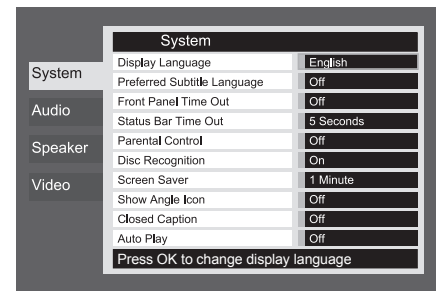 System
Display Language English
System
Preferred Subtitle Language Off
Front Panel Time Out Off
Audio
Status Bar Time Out 5 Seconds
Parental Control Off
Speaker
Disc Recognition On
Video
Screen Saver 1 Minute
Show Angle Icon Off
Closed Caption Off
Auto Play Off
Press OK to change display language